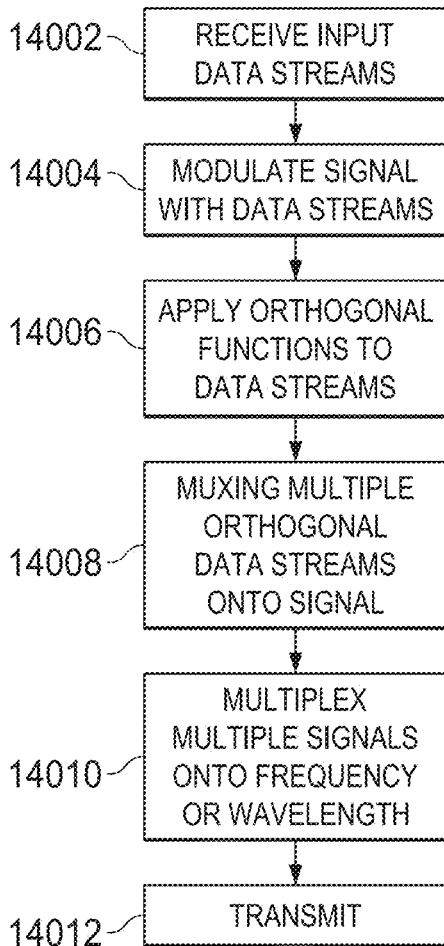 14002
RECEIVE INPUT
DATA STREAMS
14004
MODULATE SIGNAL
WITH DATA STREAMS
14006
APPLY ORTHOGONAL
FUNCTIONS TO
DATA STREAMS
14008
MUXING MULTIPLE
ORTHOGONAL
DATA STREAMS
ONTO SIGNAL
14010
MULTIPLEX
MULTIPLE SIGNALS
ONTO FREQUENCY
OR WAVELENGTH
14012
TRANSMIT